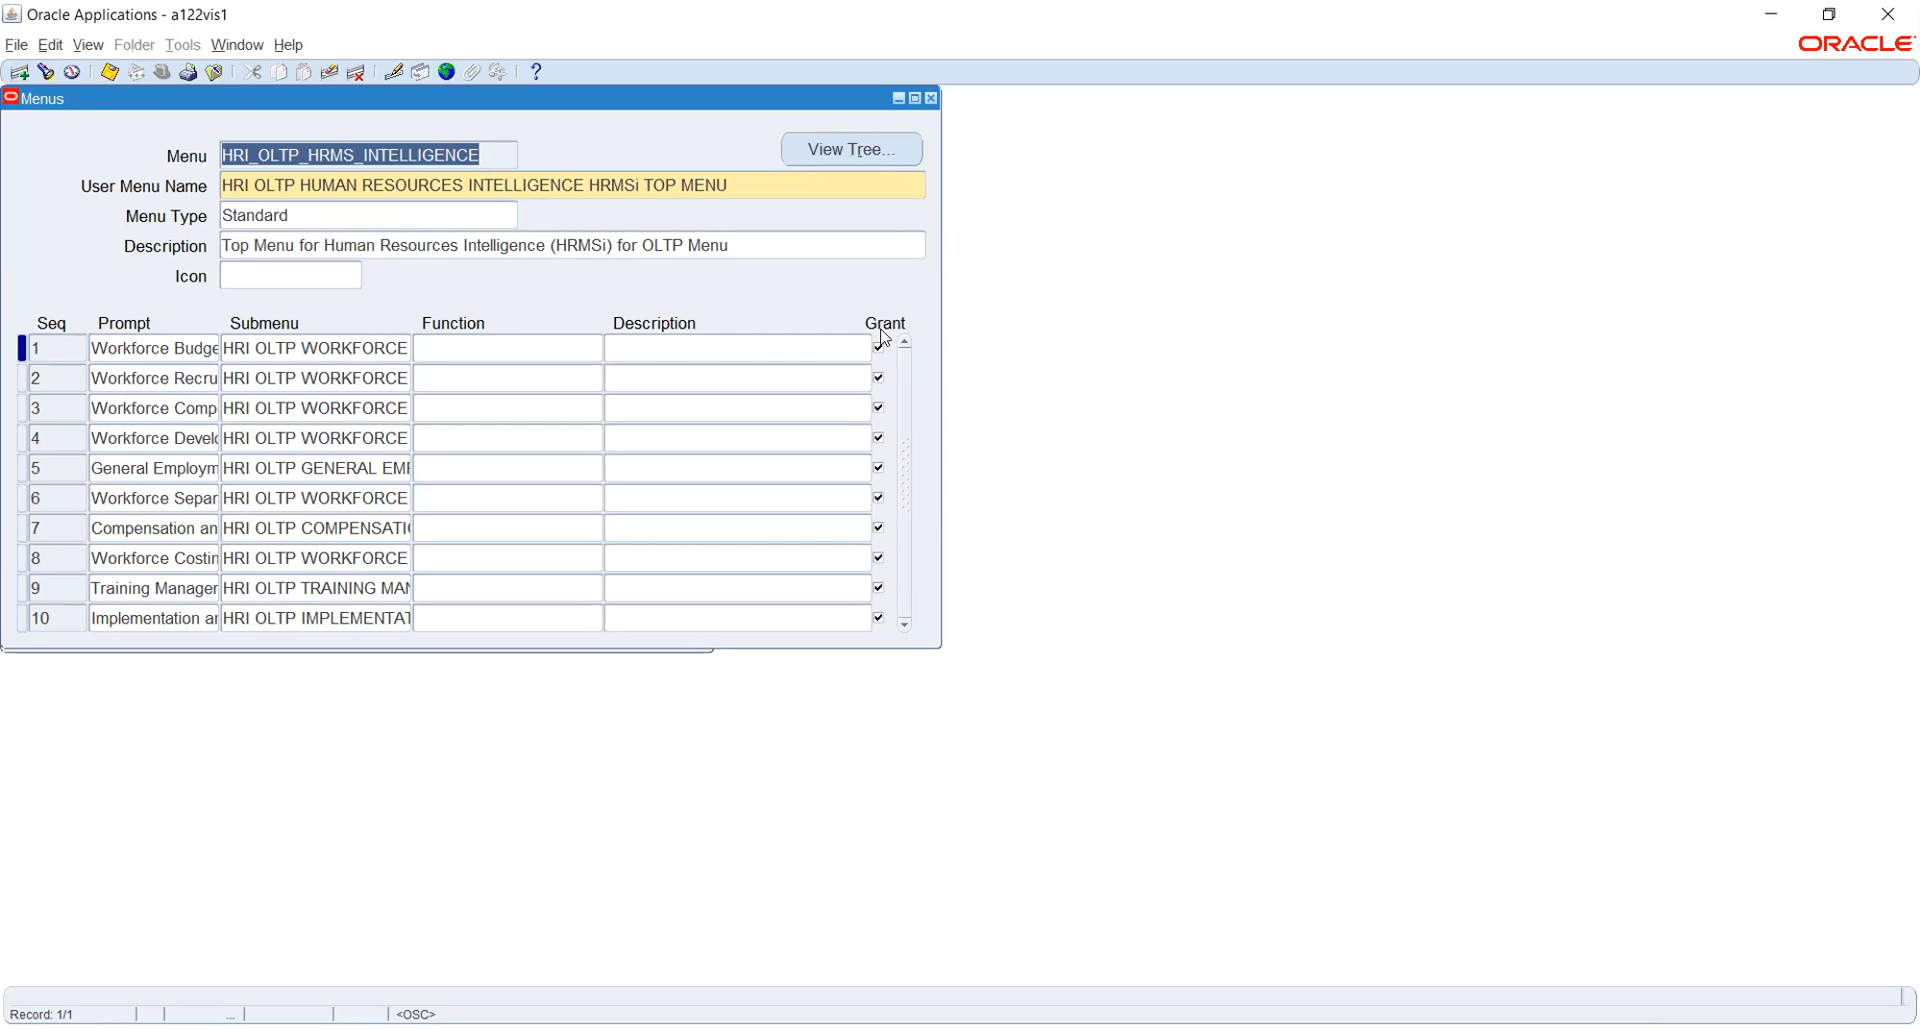 Oracle Applications - a122vis1
File Edit View Folder Tools Window Help
ORACLE
Menus
Menu HRI_OLTP_HRMS_INTELLIGENCE View Tree...
User Menu Name HRI OLTP HUMAN RESOURCES INTELLIGENCE HRMSi TOP MENU
Menu Type Standard
Description Top Menu for Human Resources Intelligence (HRMSi) for OLTP Menu
Icon
Seq Prompt Submenu Function Description Grant
1 Workforce Budge HRI OLTP WORKFORCE
2 Workforce Recru HRI OLTP WORKFORCE
3 Workforce Comp HRI OLTP WORKFORCE
4 Workforce Develo HRI OLTP WORKFORCE
5 General Employm HRI OLTP GENERAL EMP
6 Workforce Separ HRI OLTP WORKFORCE
7 Compensation an HRI OLTP COMPENSATI
8 Workforce Costin HRI OLTP WORKFORCE
9 Training Manager HRI OLTP TRAINING MAN
10 Implementation ar HRI OLTP IMPLEMENTAT
Record: 1/1 ... <OSC>